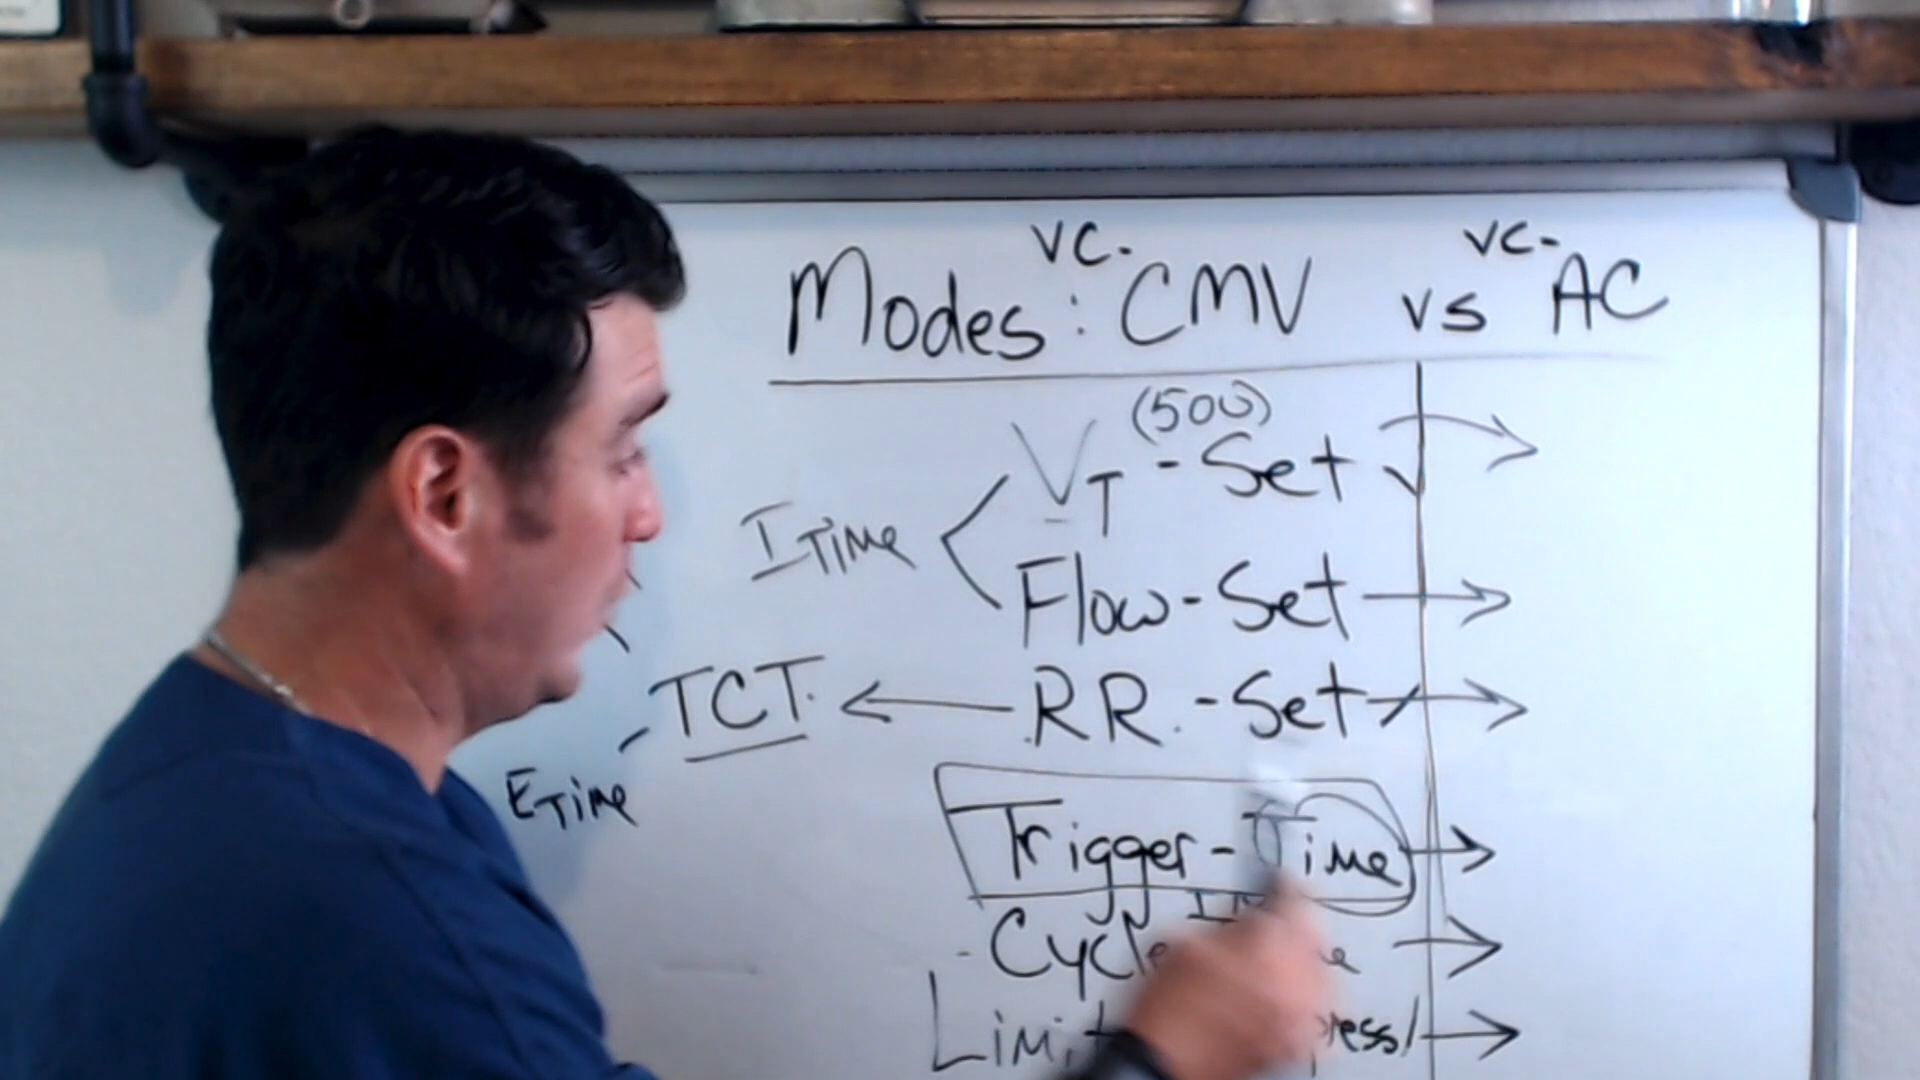 VC- VC-
Modes: CMV vs AC
(500)
VT - Set
I TIME
Flow - Set
TCT. RR. - Set
E Time
Trigger - Time
- Cycle
Limit press/